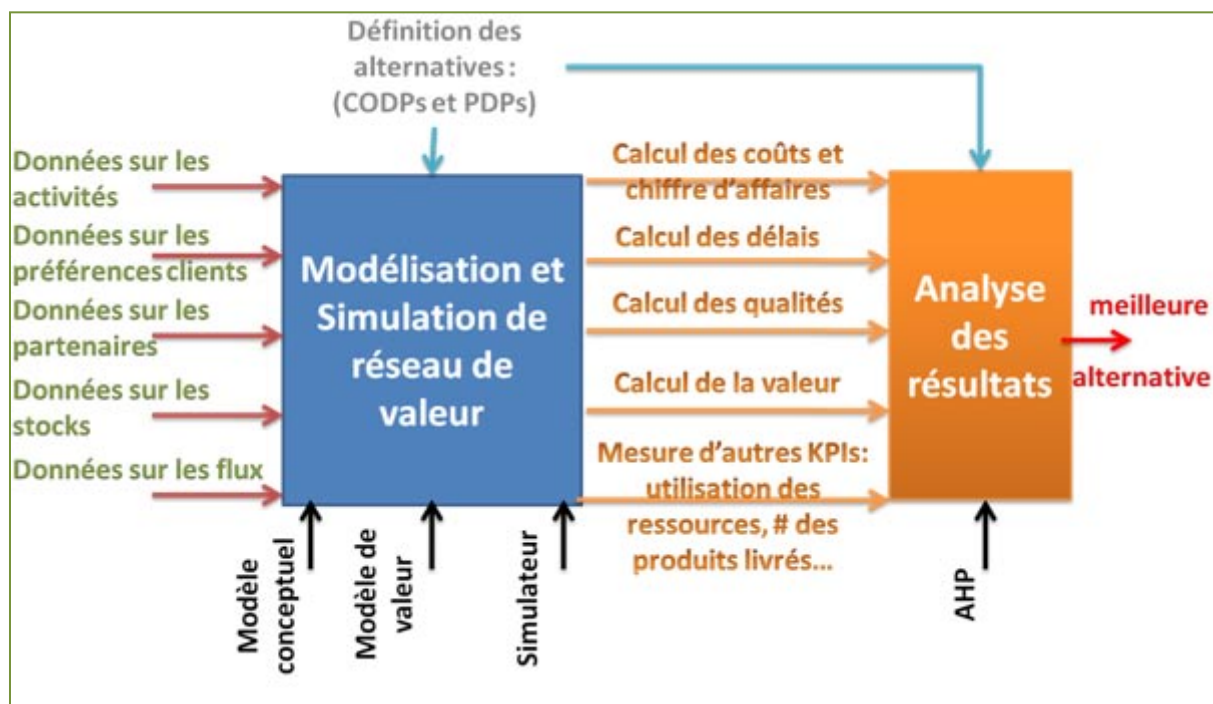 Définition des
alternatives :
(CODPs et PDPs)
Données sur les
activités
Données sur les
préférences clients
Données sur les
partenaires
Données sur les
stocks
Données sur les flux
Modélisation et
Simulation de
réseau de
valeur
Modèle
conceptuel
Modèle de
valeur
Simulateur
Calcul des coûts et
chiffre d'affaires
Calcul des délais
Calcul des qualités
Calcul de la valeur
Mesure d'autres KPIs:
utilisation des
ressources, # des
produits livrés...
Analyse
des
résultats
AHP
meilleure
alternative